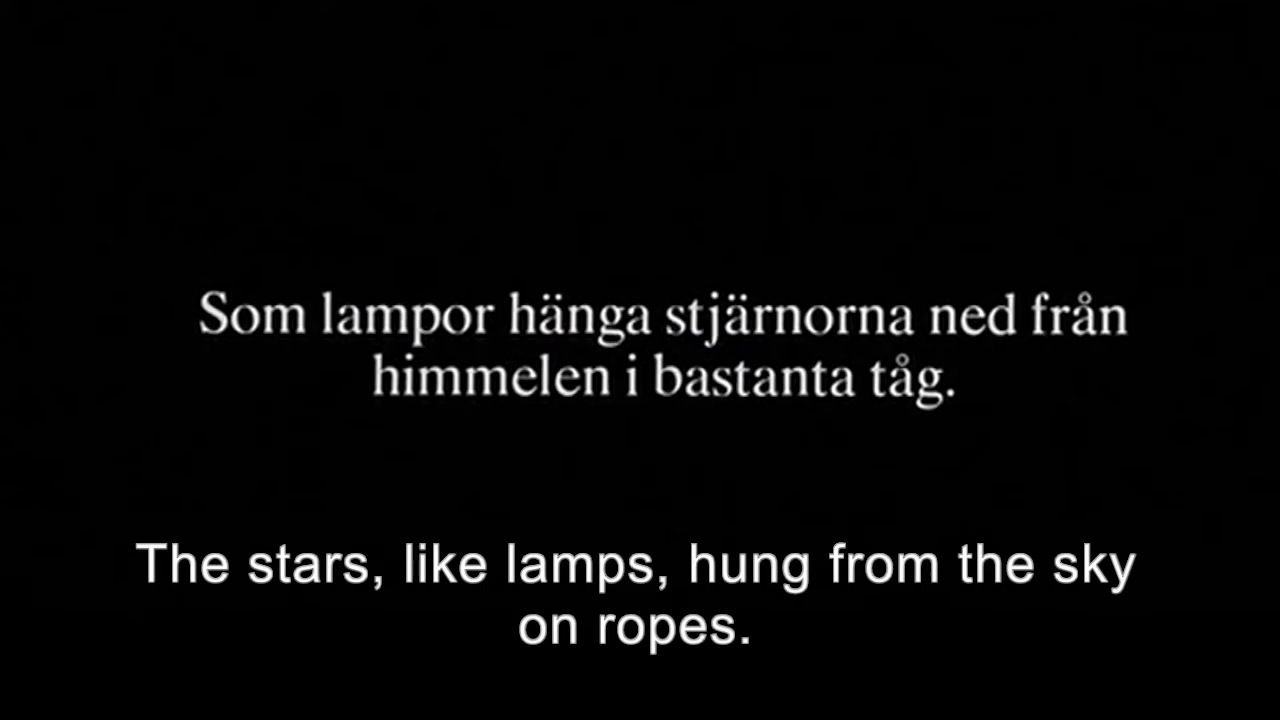 Som lampor hänga stjärnorna ned från
himmelen i bastanta tåg.
The stars, like lamps, hung from the sky
on ropes.